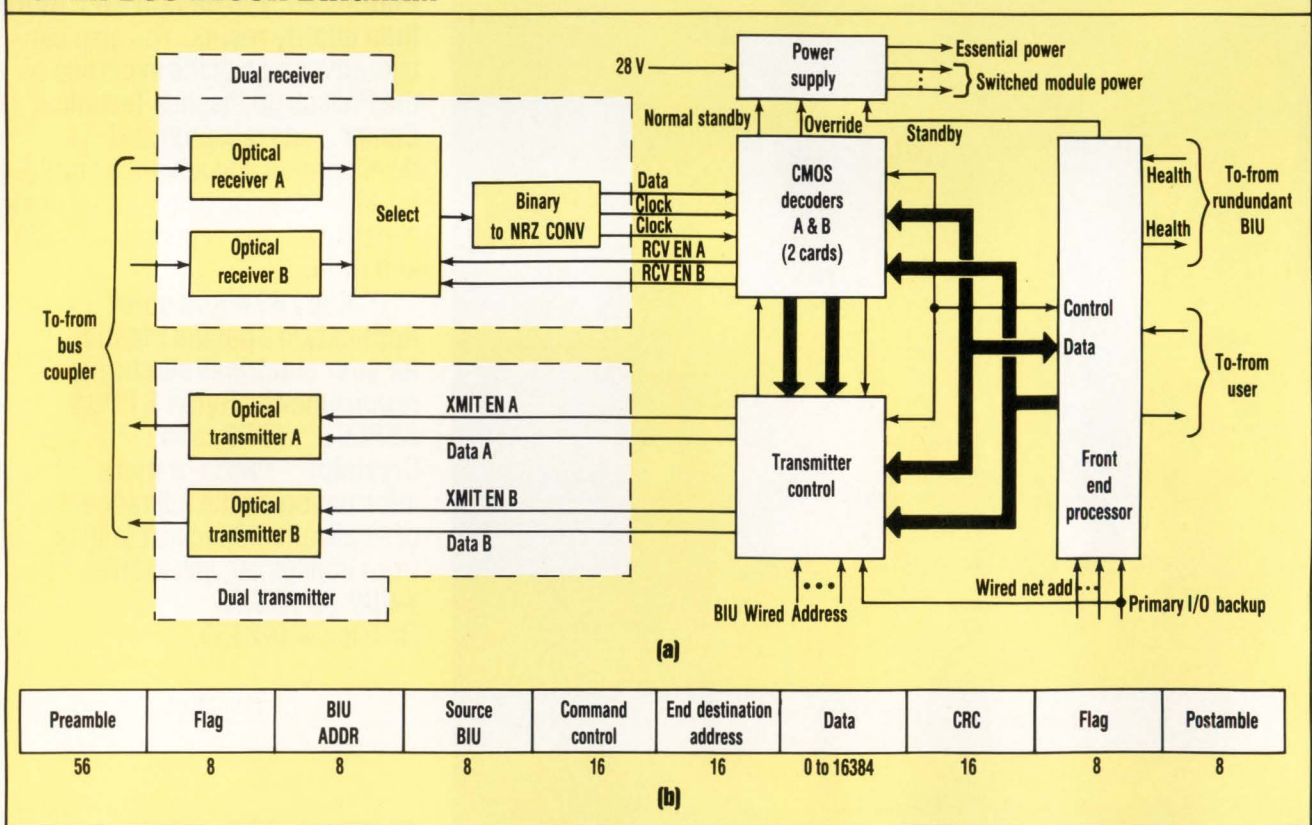 Dual receiver
28 V
Power
supply
Essential power
Switched module power
Normal standby
Override
Standby
Optical
receiver A
Optical
receiver B
Select
Binary
to NRZ CONV
Data
Clock
Clock
RCV EN A
RCV EN B
CMOS
decoders
A & B
(2 cards)
Health
Health
To-from
rundundant
BIU
To-from
bus
coupler
Control
Data
To-from
user
Optical
transmitter A
Optical
transmitter B
XMIT EN A
Data A
XMIT EN B
Data B
Transmitter
control
Front
end
processor
Dual transmitter
BIU Wired Address
Wired net add
Primary I/O backup
(a)
Preamble
Flag
BIU
ADDR
Source
BIU
Command
control
End destination
address
Data
CRC
Flag
Postamble
56
8
8
8
16
16
0 to 16384
16
8
8
(b)